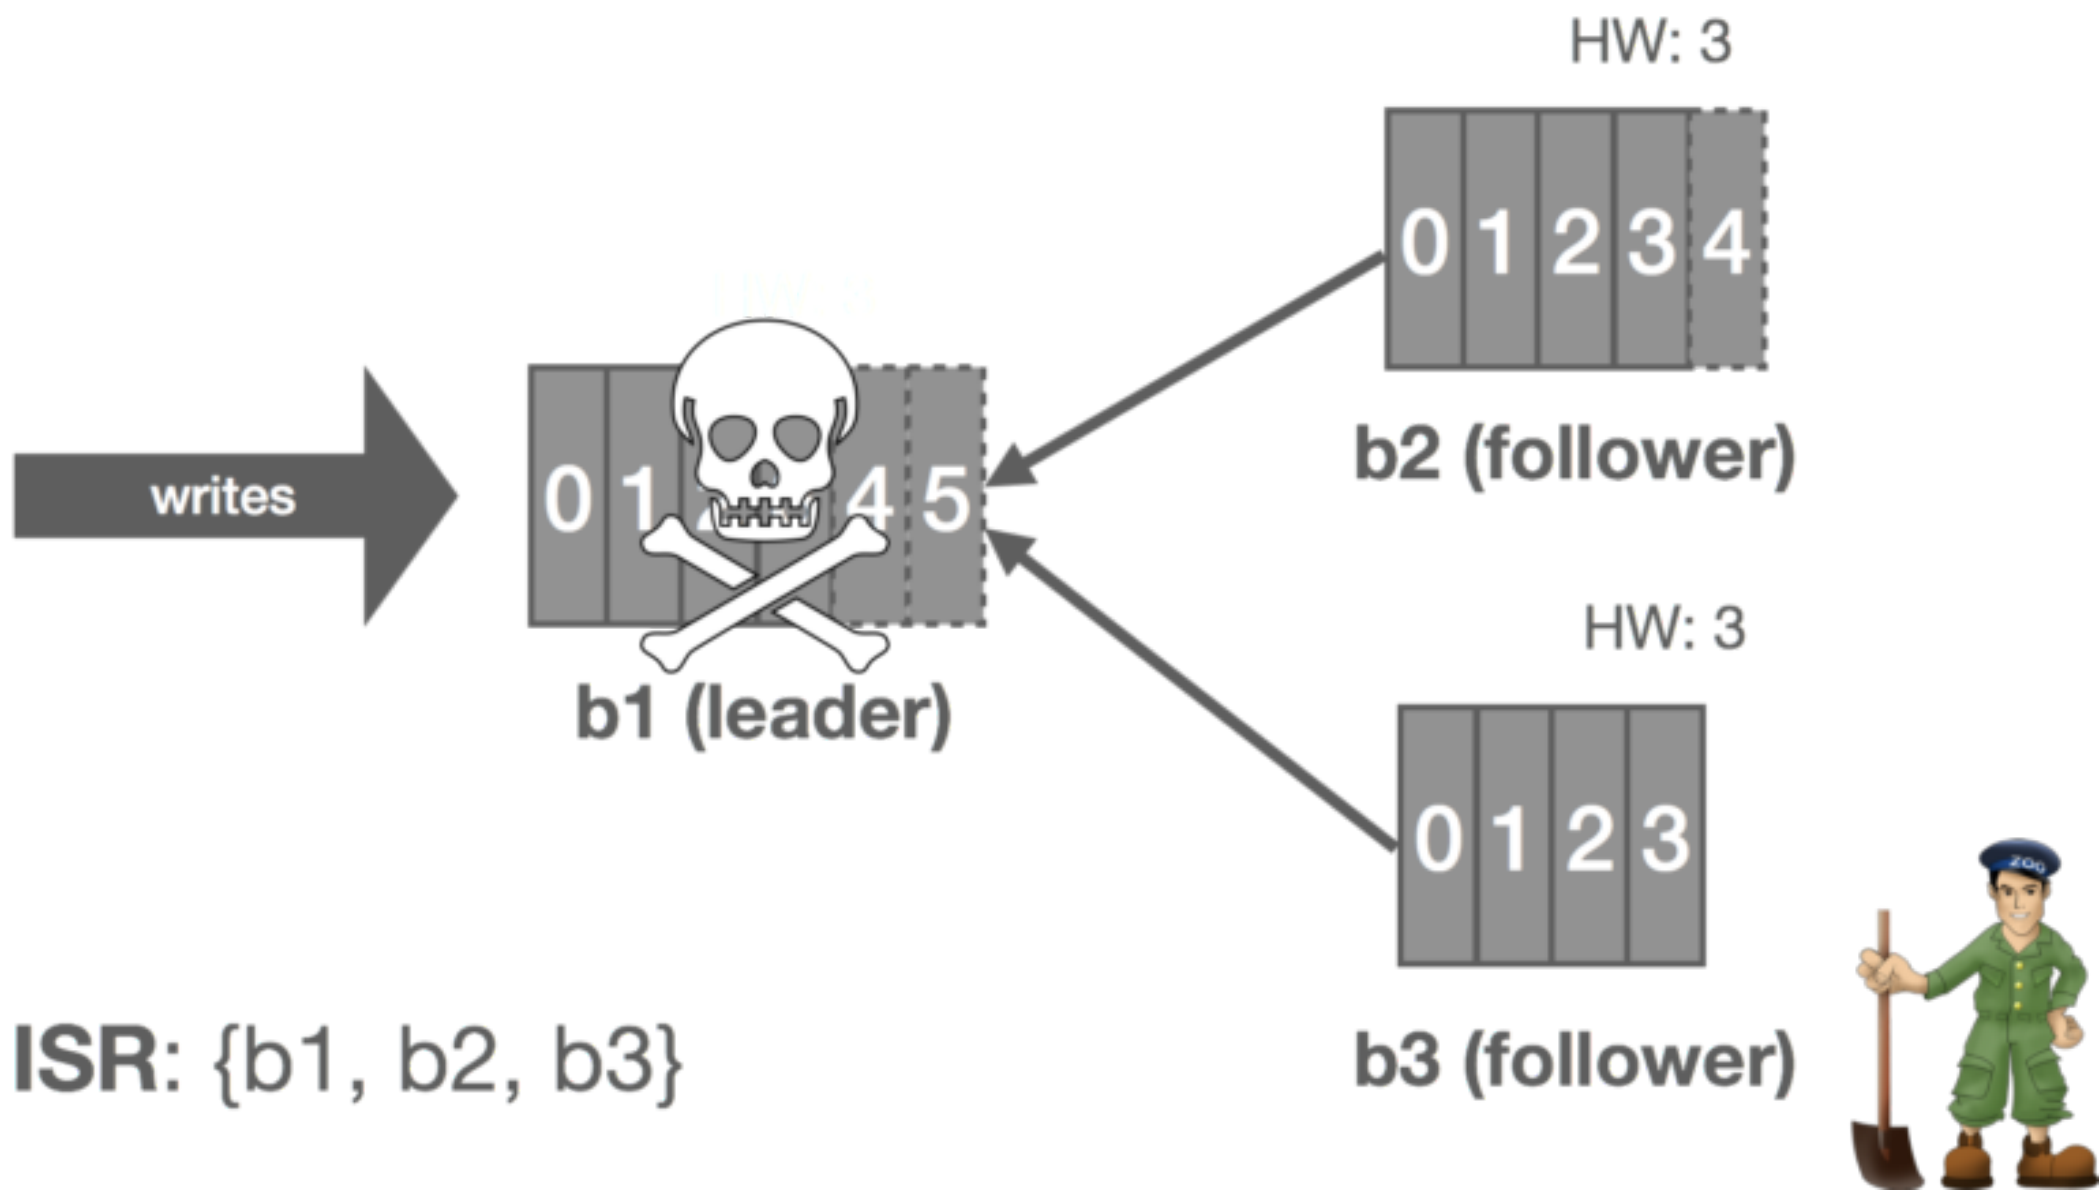 HW: 3
0 1 2 3 4
b2 (follower)
writes
0 1 4 5
b1 (leader)
HW: 3
0 1 2 3
b3 (follower)
ZOO
ISR: {b1, b2, b3}